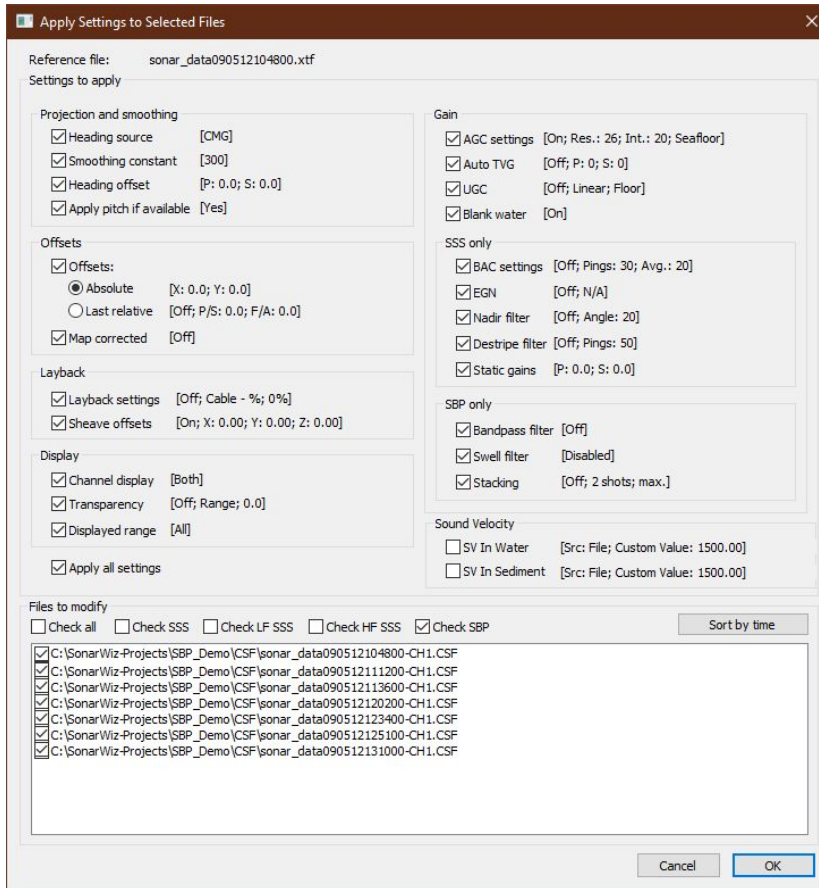 Apply Settings to Selected Files
Reference file: sonar_data090512104800.xtf
Settings to apply
Projection and smoothing
Heading source [CMG]
Smoothing constant [300]
Heading offset [P: 0.0; S: 0.0]
Apply pitch if available [Yes]
Offsets
Offsets:
Absolute [X: 0.0; Y: 0.0]
Last relative [Off; P/S: 0.0; F/A: 0.0]
Map corrected [Off]
Layback
Layback settings [Off; Cable - %; 0%]
Sheave offsets [On; X: 0.00; Y: 0.00; Z: 0.00]
Display
Channel display [Both]
Transparency [Off; Range; 0.0]
Displayed range [All]
Apply all settings
Gain
AGC settings [On; Res.: 26; Int.: 20; Seafloor]
Auto TVG [Off; P: 0; S: 0]
UGC [Off; Linear; Floor]
Blank water [On]
SSS only
BAC settings [Off; Pings: 30; Avg.: 20]
EGN [Off; N/A]
Nadir filter [Off; Angle: 20]
Destripe filter [Off; Pings: 50]
Static gains [P: 0.0; S: 0.0]
SBP only
Bandpass filter [Off]
Swell filter [Disabled]
Stacking [Off; 2 shots; max.]
Sound Velocity
SV In Water [Src: File; Custom Value: 1500.00]
SV In Sediment [Src: File; Custom Value: 1500.00]
Files to modify
Check all Check SSS Check LF SSS Check HF SSS Check SBP Sort by time
C:\SonarWiz-Projects\SBP_Demo\CSF\sonar_data090512104800-CH1.CSF
C:\SonarWiz-Projects\SBP_Demo\CSF\sonar_data090512111200-CH1.CSF
C:\SonarWiz-Projects\SBP_Demo\CSF\sonar_data090512113600-CH1.CSF
C:\SonarWiz-Projects\SBP_Demo\CSF\sonar_data090512120200-CH1.CSF
C:\SonarWiz-Projects\SBP_Demo\CSF\sonar_data090512123400-CH1.CSF
C:\SonarWiz-Projects\SBP_Demo\CSF\sonar_data090512125100-CH1.CSF
C:\SonarWiz-Projects\SBP_Demo\CSF\sonar_data090512131000-CH1.CSF
Cancel OK